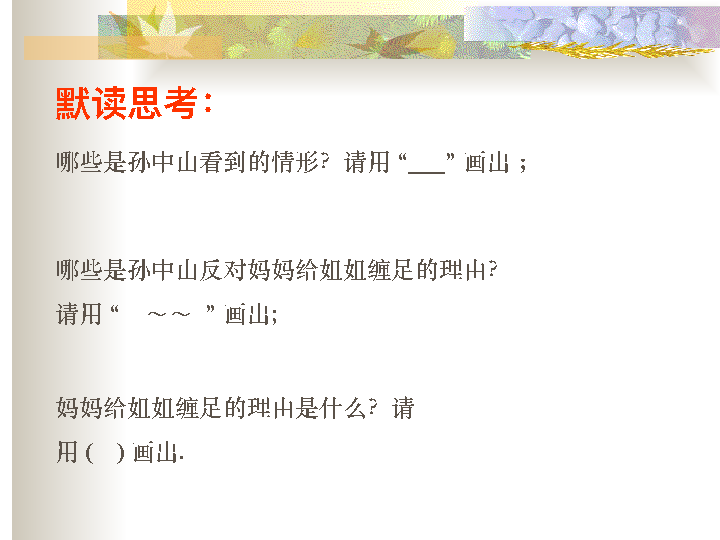 默读思考:
哪些是孙中山看到的情形? 请用“___”画出 ;
哪些是孙中山反对妈妈给姐姐缠足的理由?
请用“ ～～ ”画出;
妈妈给姐姐缠足的理由是什么? 请
用( )画出.